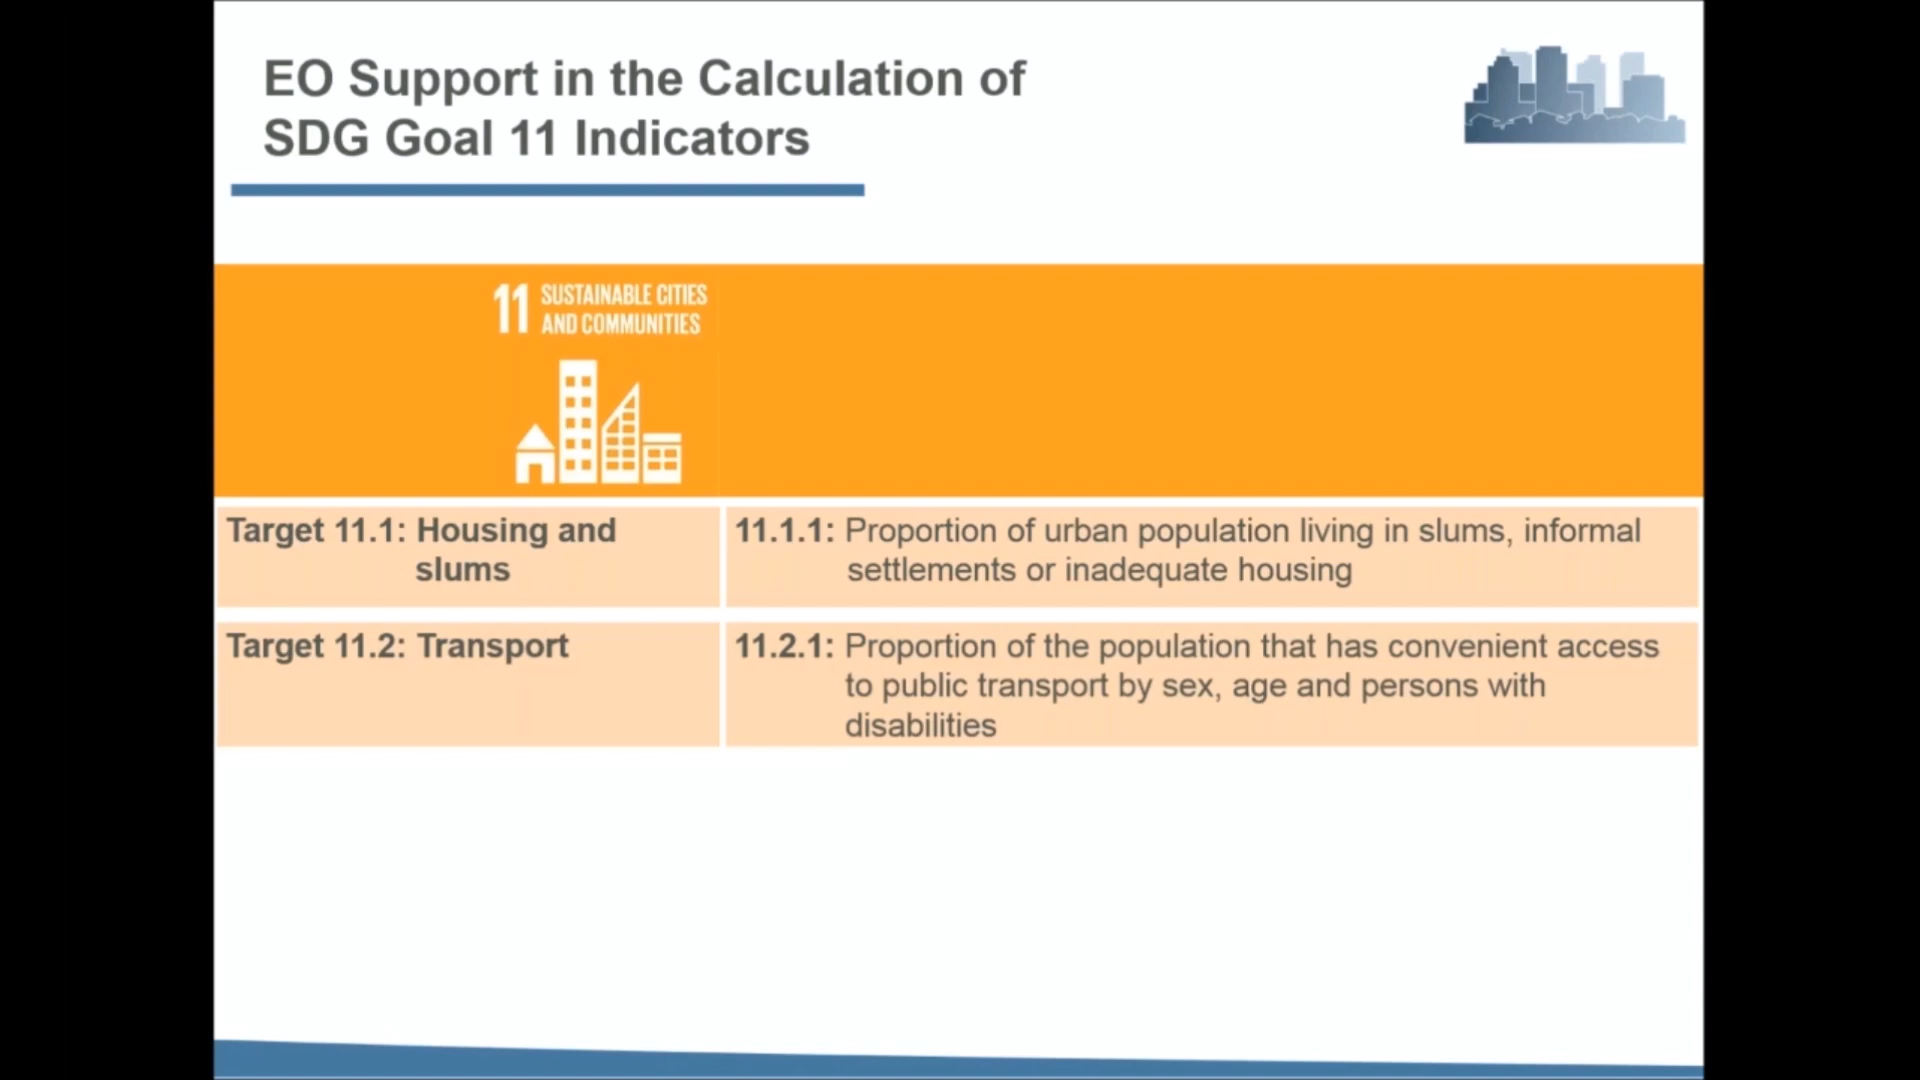 EO Support in the Calculation of
SDG Goal 11 Indicators
11 SUSTAINABLE CITIES
AND COMMUNITIES
Target 11.1: Housing and
slums
11.1.1: Proportion of urban population living in slums, informal
settlements or inadequate housing
Target 11.2: Transport
11.2.1: Proportion of the population that has convenient access
to public transport by sex, age and persons with
disabilities